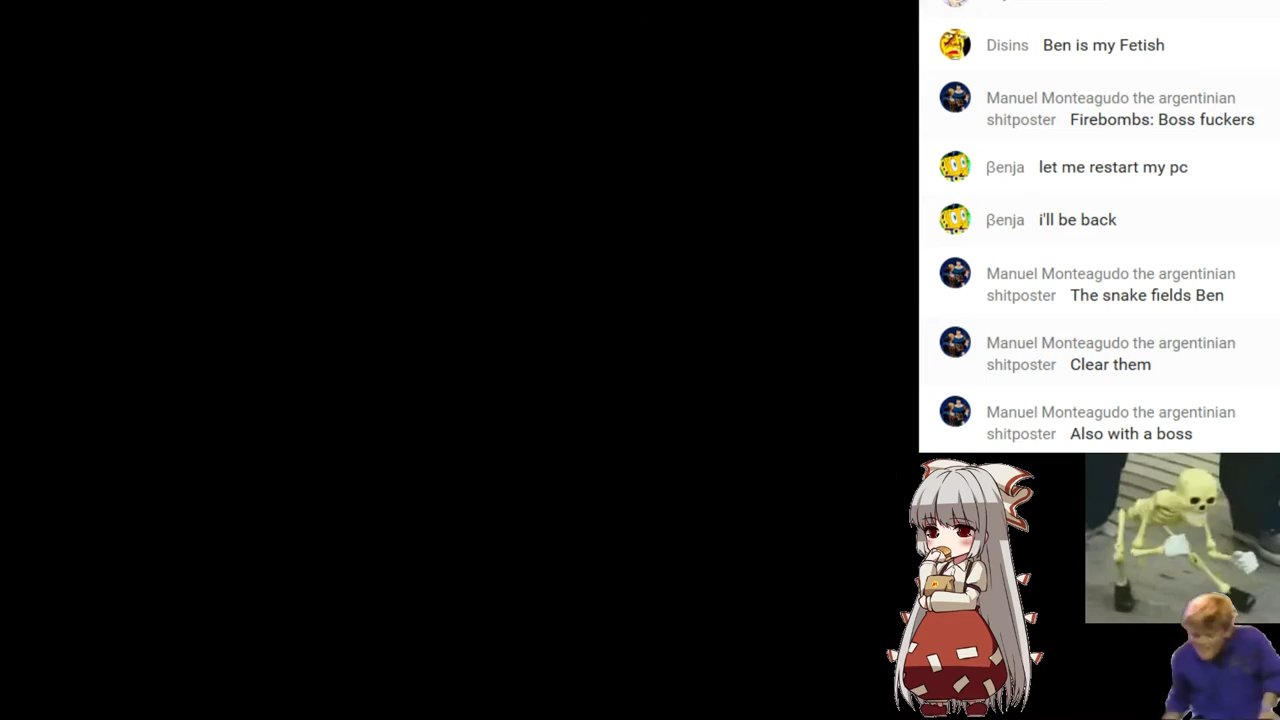 Disins Ben is my Fetish
Manuel Monteagudo the argentinian
shitposter Firebombs: Boss fuckers
βenja let me restart my pc
βenja i'll be back
Manuel Monteagudo the argentinian
shitposter The snake fields Ben
Manuel Monteagudo the argentinian
shitposter Clear them
Manuel Monteagudo the argentinian
shitposter Also with a boss